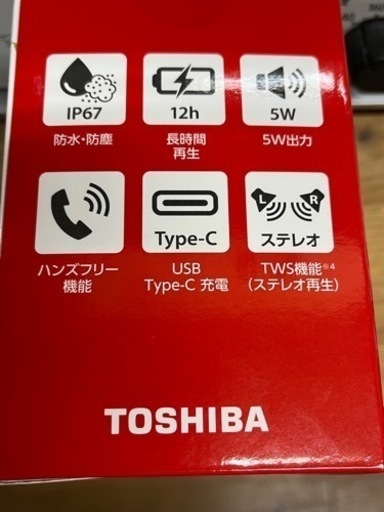 IP67
12h
5W
防水・防塵
長時間
再生
5W出力
Type-C
L R
ステレオ
ハンズフリー
機能
USB
Type-C 充電
TWS機能※4
(ステレオ再生)
TOSHIBA